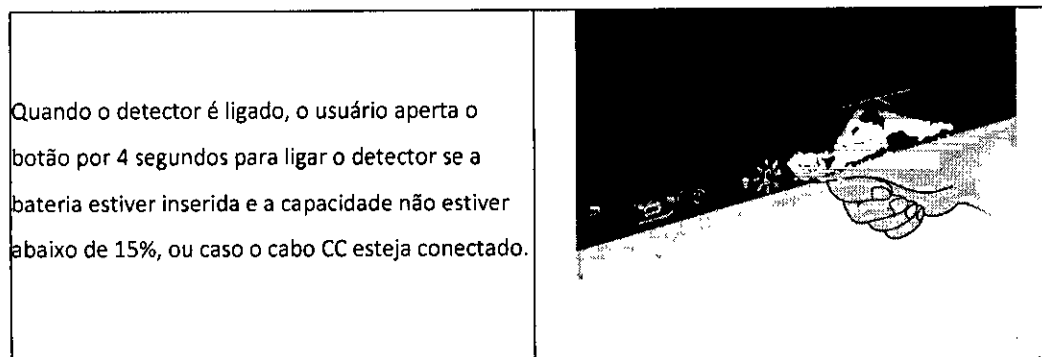 Quando o detector é ligado, o usuário aperta o
botão por 4 segundos para ligar o detector se a
bateria estiver inserida e a capacidade não estiver
abaixo de 15%, ou caso o cabo CC esteja conectado.